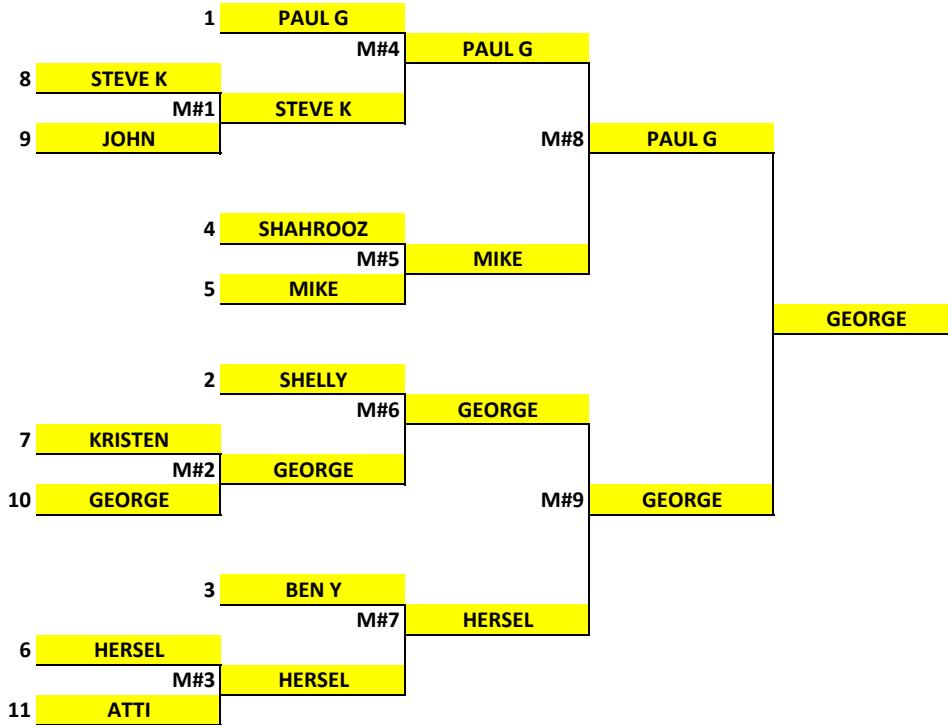 1 PAUL G
M#4 PAUL G
8 STEVE K
M#1 STEVE K
9 JOHN M#8 PAUL G
4 SHAHROOZ
M#5 MIKE
5 MIKE
GEORGE
2 SHELLY
M#6 GEORGE
7 KRISTEN
M#2 GEORGE
10 GEORGE M#9 GEORGE
3 BEN Y
M#7 HERSEL
6 HERSEL
M#3 HERSEL
11 ATTI